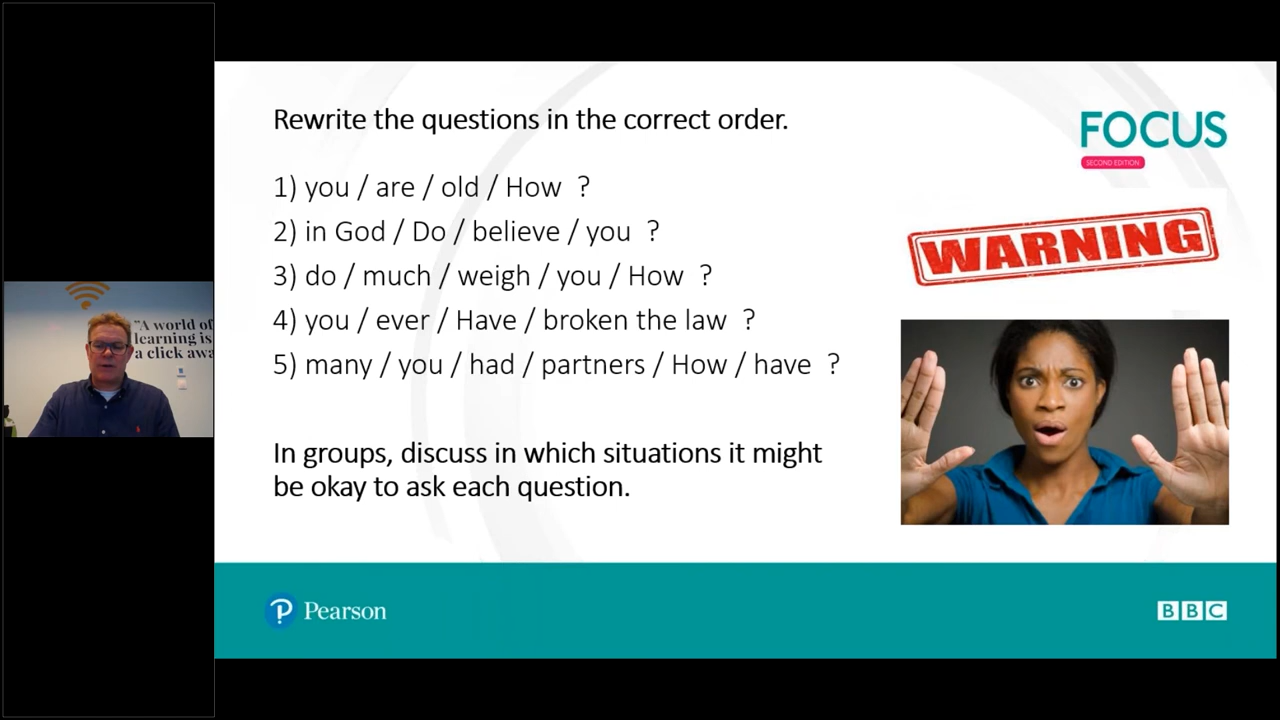 Rewrite the questions in the correct order.
FOCUS
SECOND EDITION
1) you / are / old / How ?
2) in God / Do / believe / you ?
3) do / much / weigh / you / How ?
4) you / ever / Have / broken the law ?
5) many / you / had / partners / How / have ?
WARNING
In groups, discuss in which situations it might
be okay to ask each question.
"A world of
learning is
a click awa
Pearson
BBC